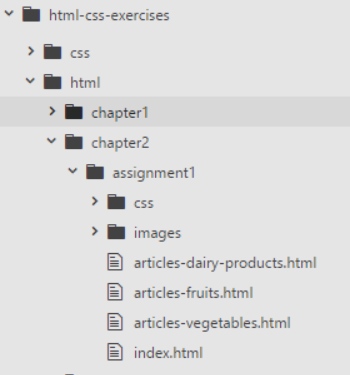 html-css-exercises
css
html
chapter1
chapter2
assignment1
css
images
articles-dairy-products.html
articles-fruits.html
articles-vegetables.html
index.html